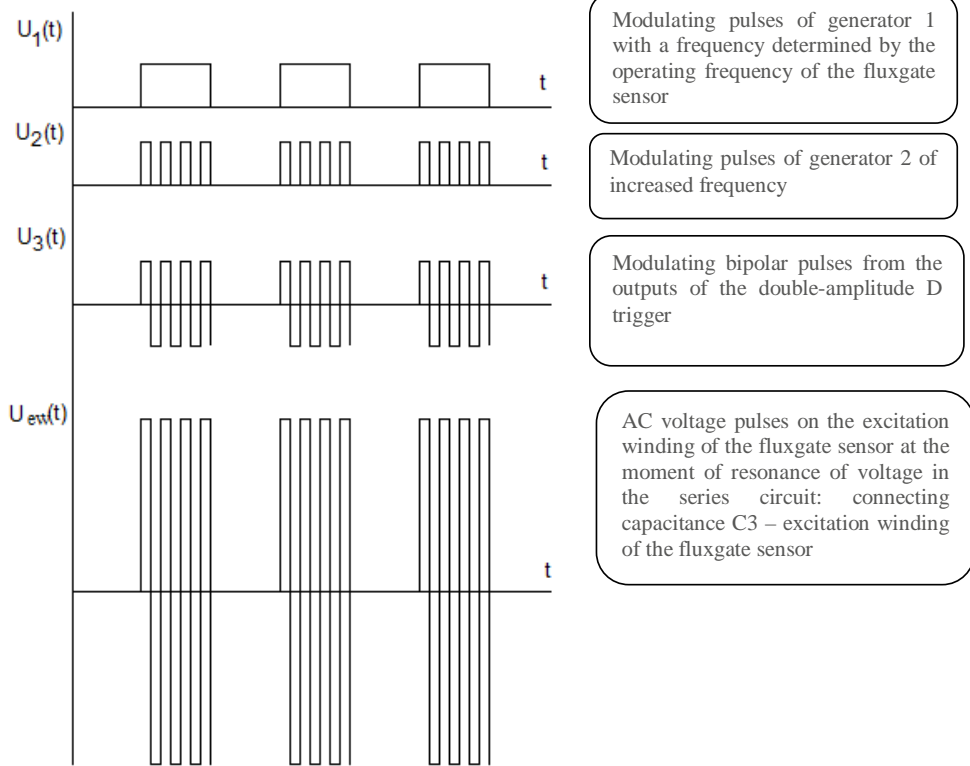 U1(t)
t
Modulating pulses of generator 1
with a frequency determined by the
operating frequency of the fluxgate
sensor
U2(t)
t
Modulating pulses of generator 2 of
increased frequency
U3(t)
t
Modulating bipolar pulses from the
outputs of the double-amplitude D
trigger
Uew(t)
t
AC voltage pulses on the excitation
winding of the fluxgate sensor at the
moment of resonance of voltage in
the series circuit: connecting
capacitance C3 – excitation winding
of the fluxgate sensor